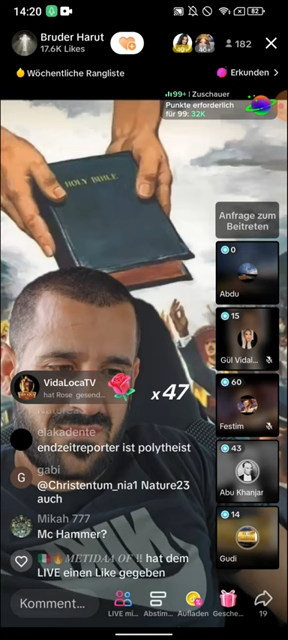 14:20
82
Bruder Harut
17.6K Likes
182
Wöchentliche Rangliste
Erkunden >
99+ | Zuschauer
Punkte erforderlich
für 99: 32K
HOLY BIBLE
Anfrage zum
Beitreten
0
Abdu
15
Gül Vidal...
60
Festim
43
Abu Khanjar
14
Gudi
VidaLocaTV
hat Rose gesend...
x47
elakadente
endzeitreporter ist polytheist
G
gabi
@Christentum_nia1 Nature23
auch
Mikah 777
Mc Hammer?
METIDA1 OF !! hat dem
LIVE einen Like gegeben
Komment...
LIVE mi...
Abstim...
Aufladen
Gesche...
19